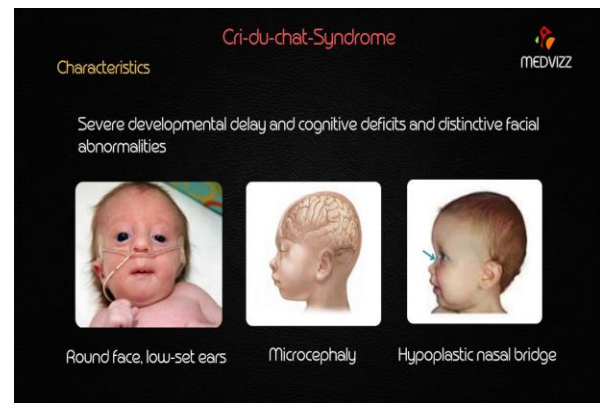 Cri-du-chat-Syndrome
MEDVIZZ
Characteristics
Severe developmental delay and cognitive deficits and distinctive facial
abnormalities
Round face, low-set ears
Microcephaly
Hypoplastic nasal bridge